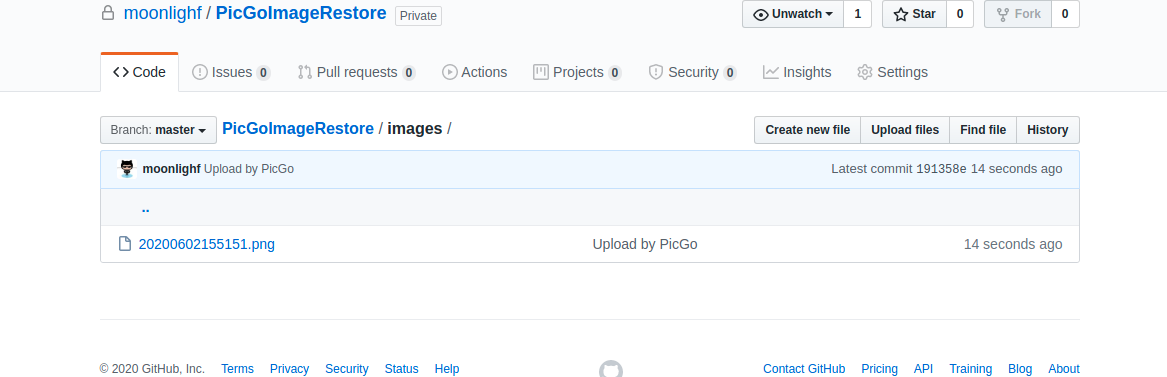 moonlighf / PicGoImageRestore Private Unwatch 1 Star 0 Fork 0
Code Issues 0 Pull requests 0 Actions Projects 0 Security 0 Insights Settings
Branch: master PicGoImageRestore / images / Create new file Upload files Find file History
moonlighf Upload by PicGo Latest commit 191358e 14 seconds ago
..
20200602155151.png Upload by PicGo 14 seconds ago
© 2020 GitHub, Inc. Terms Privacy Security Status Help Contact GitHub Pricing API Training Blog About